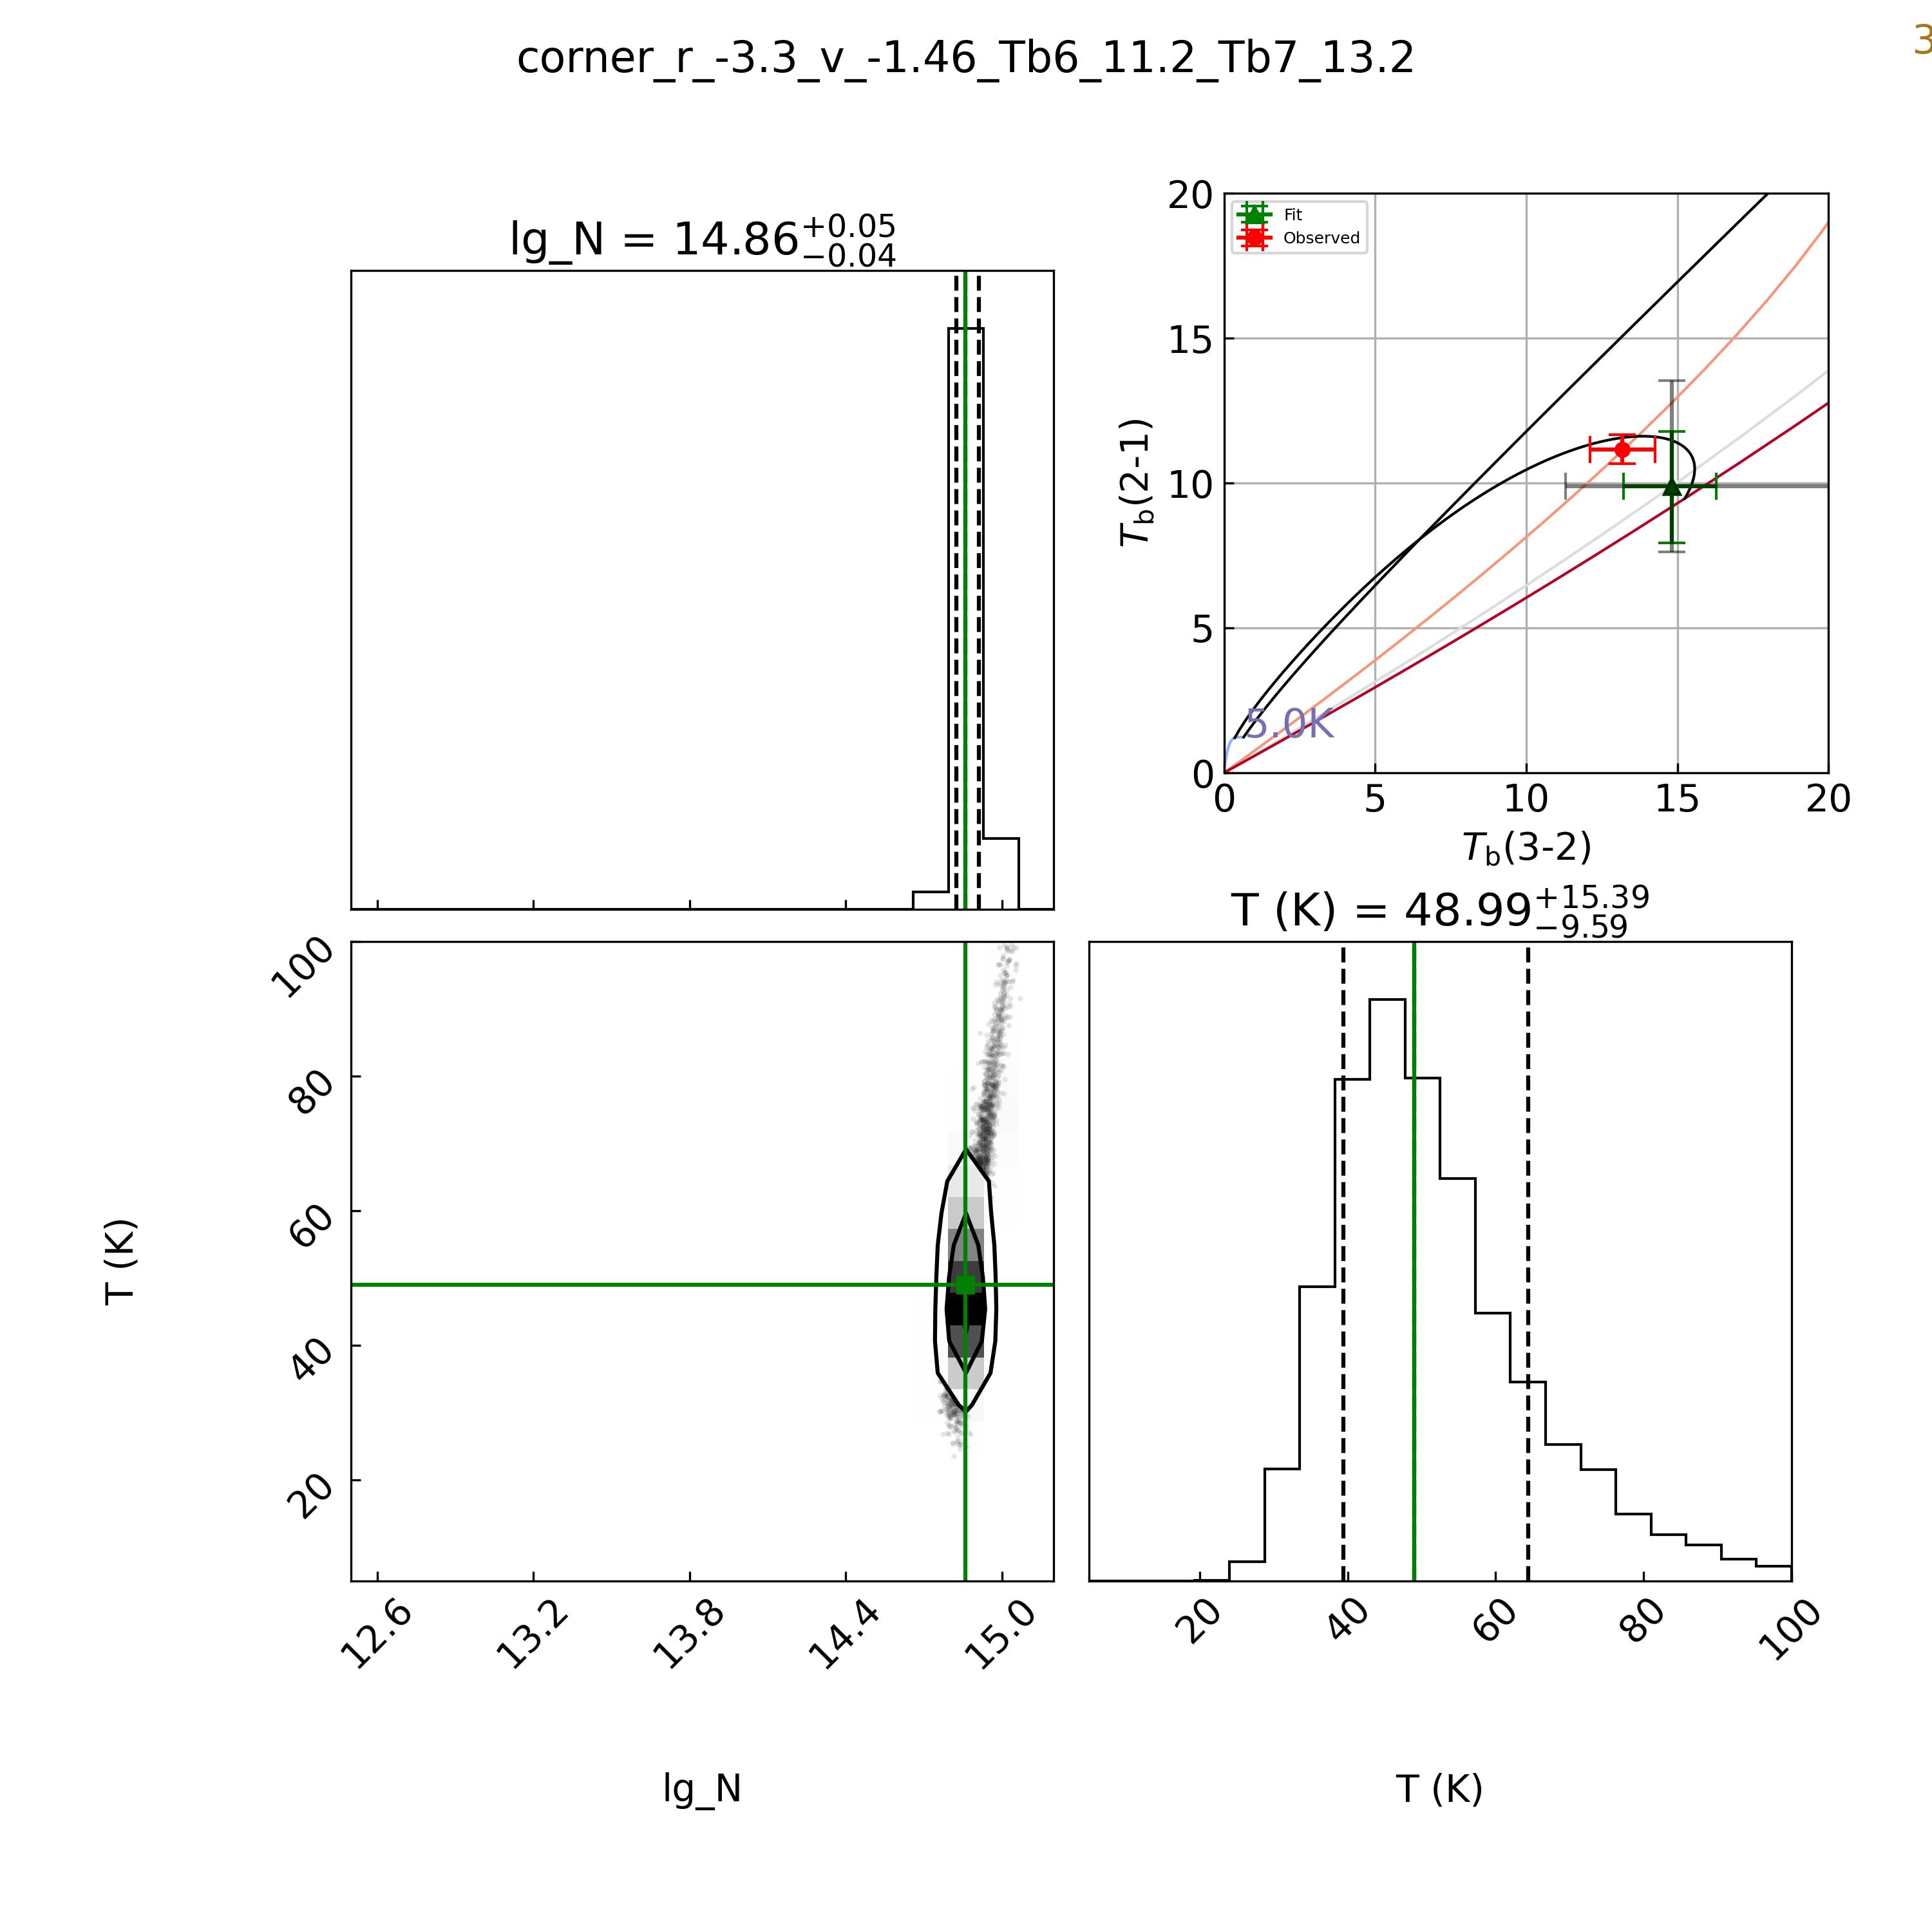 corner_r_-3.3_v_-1.46_Tb6_11.2_Tb7_13.2
3
lg_N = 14.86+0.05−0.04
20
15
10
5
0
Tb(2-1)
Fit
Observed
5.0K
0 5 10 15 20
Tb(3-2)
T (K) = 48.99+15.39−9.59
100
80
60
40
20
T (K)
12.6 13.2 13.8 14.4 15.0
lg_N
20 40 60 80 100
T (K)